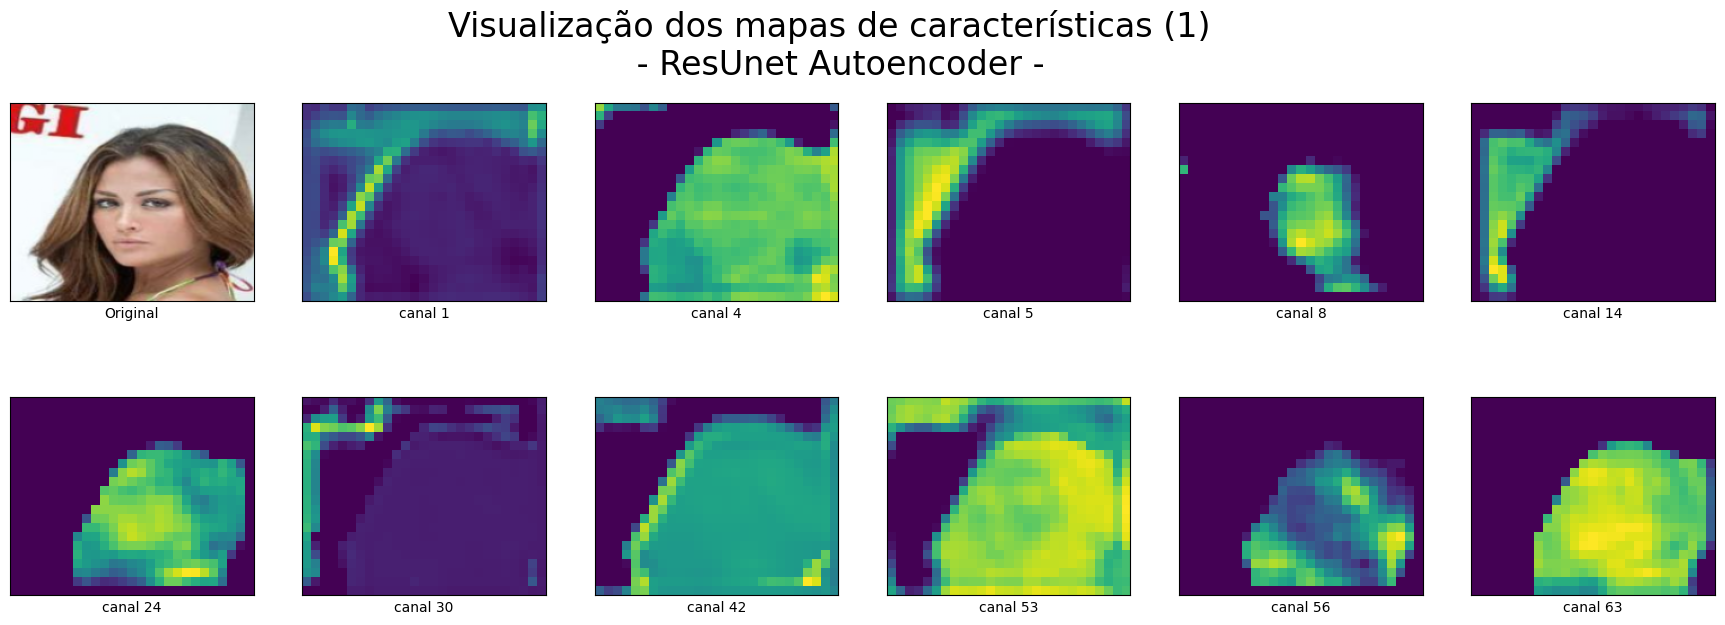 Visualização dos mapas de características (1)
- ResUnet Autoencoder -
GI
Original
canal 1
canal 4
canal 5
canal 8
canal 14
canal 24
canal 30
canal 42
canal 53
canal 56
canal 63